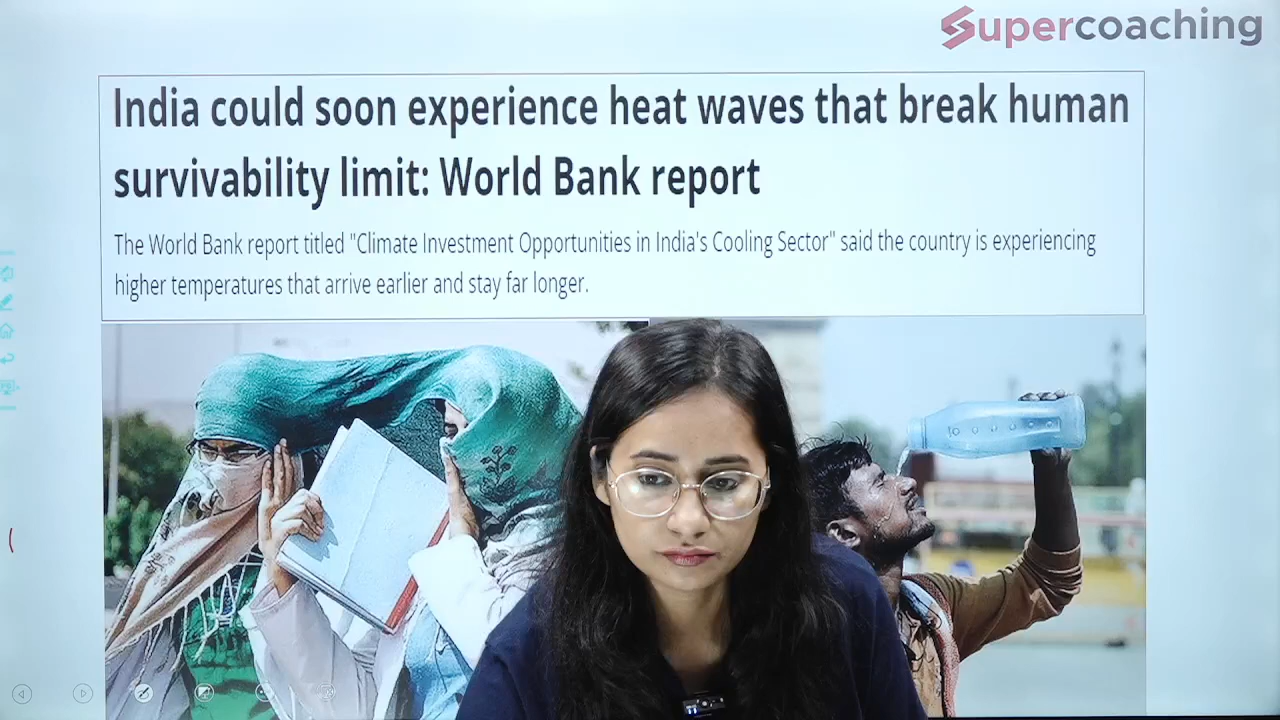 Supercoaching
India could soon experience heat waves that break human
survivability limit: World Bank report
The World Bank report titled "Climate Investment Opportunities in India's Cooling Sector" said the country is experiencing
higher temperatures that arrive earlier and stay far longer.